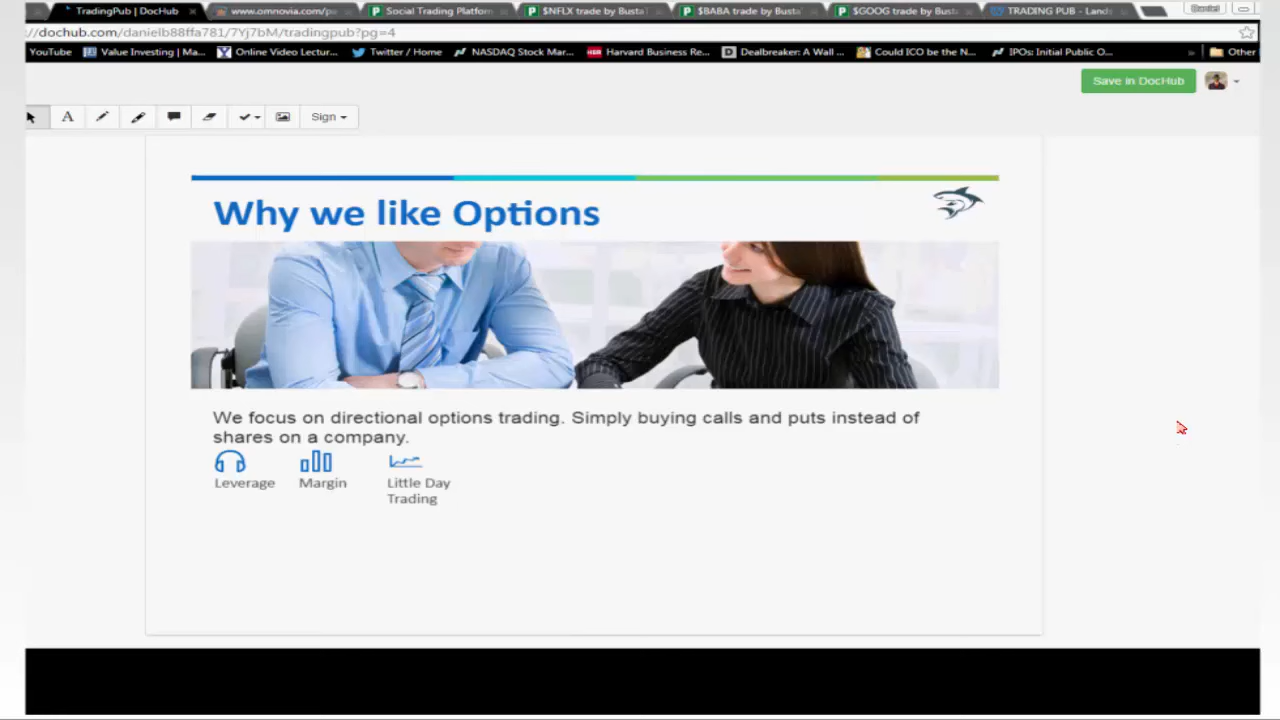 TradingPub | DocHub
www.omnovia.com/p
Social Trading Platform
$NFLX trade by Busta
$BABA trade by Busta
$GOOG trade by Bust
TRADING PUB - Lands
Daniel
://dochub.com/danielb88ffa781/7Yj7bM/tradingpub?pg=4
YouTube
Value Investing | Ma...
Online Video Lectur...
Twitter / Home
NASDAQ Stock Mar...
Harvard Business Re...
Dealbreaker: A Wall ...
Could ICO be the N...
IPOs: Initial Public O...
»
Other
Save in DocHub
A
Sign
Why we like Options
We focus on directional options trading. Simply buying calls and puts instead of
shares on a company.
Leverage
Margin
Little Day
Trading